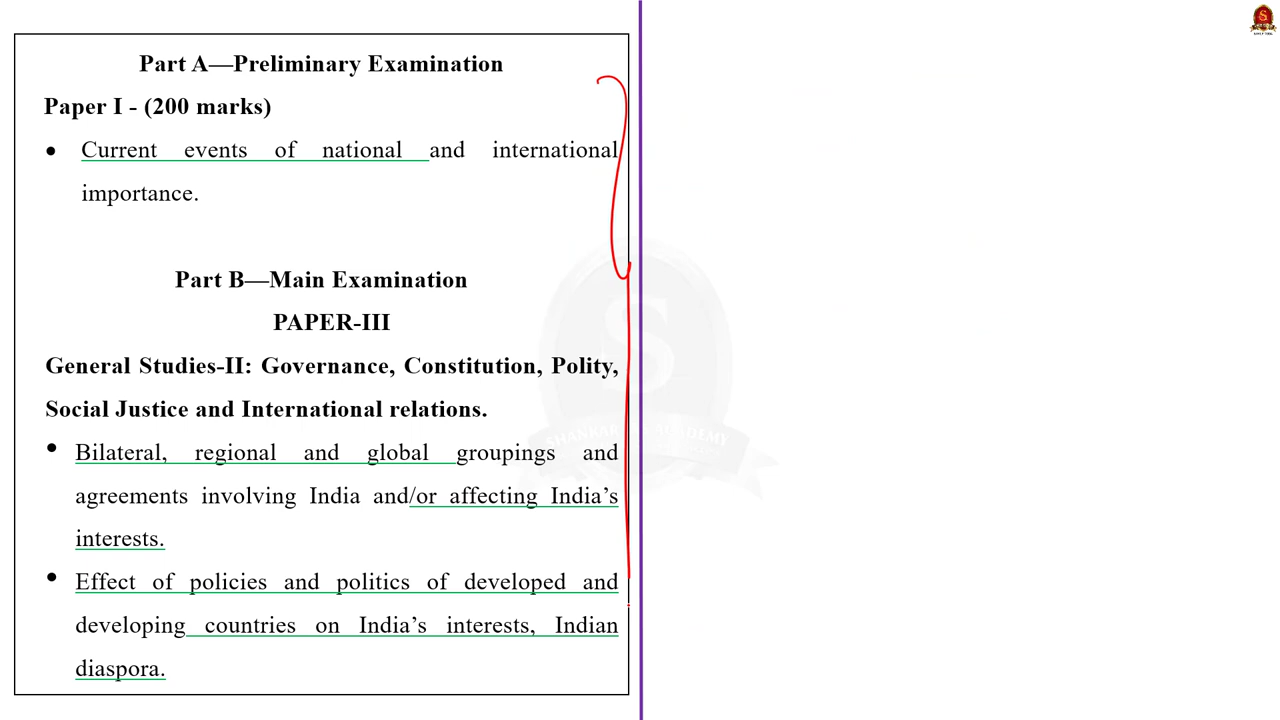 Part A—Preliminary Examination
Paper I - (200 marks)
● Current events of national and international
importance.
Part B—Main Examination
PAPER-III
General Studies-II: Governance, Constitution, Polity,
Social Justice and International relations.
● Bilateral, regional and global groupings and
agreements involving India and/or affecting India’s
interests.
● Effect of policies and politics of developed and
developing countries on India’s interests, Indian
diaspora.